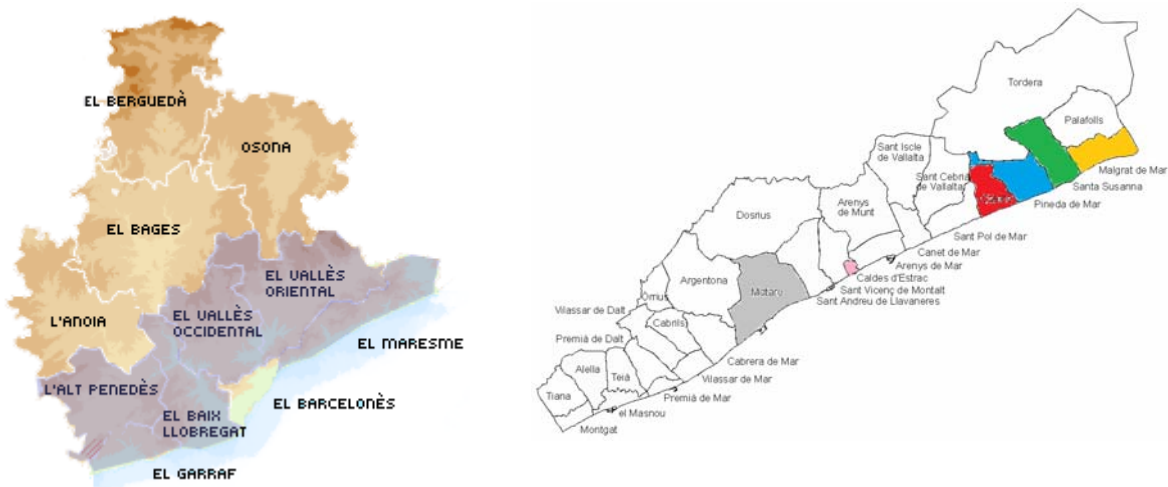 EL BERGUEDÀ
OSONA
EL BAGES
EL VALLÈS
ORIENTAL
EL VALLÈS
OCCIDENTAL
L'ANOIA
EL MARESME
L'ALT PENEDÈS
EL BARCELONÈS
EL BAIX
LLOBREGAT
EL GARRAF
Tordera
Palafolls
Sant Iscle
de Vallalta
Malgrat de Mar
Sant Cebrià
de Vallalta
Santa Susanna
Pineda de Mar
Arenys
de Munt
Dosrius
Sant Pol de Mar
Canet de Mar
Arenys de Mar
Argentona
Caldes d'Estrac
Mataró
Sant Vicenç de Montalt
Òrrius
Sant Andreu de Llavaneres
Vilassar de Dalt
Cabrils
Premià de Dalt
Cabrera de Mar
Alella
Teià
Vilassar de Mar
Tiana
Premià de Mar
el Masnou
Montgat